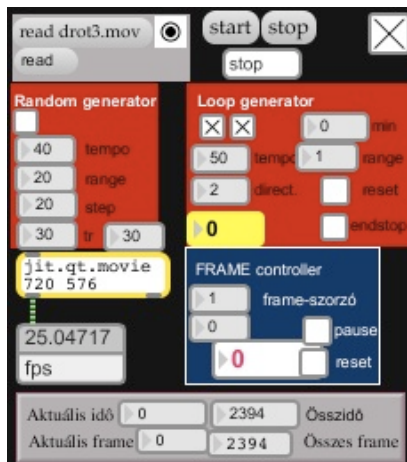 read drot3.mov
start stop
read
stop
Random generator
Loop generator
0 min
40 tempo
50 tempo 1 range
20 range
2 direct. reset
20 step
0 endstop
30 tr 30
jit.qt.movie
720 576
FRAME controller
1 frame-szorzó
0 pause
25.04717
0 reset
fps
Aktuális idô 0 2394 Összidô
Aktuális frame 0 2394 Összes frame